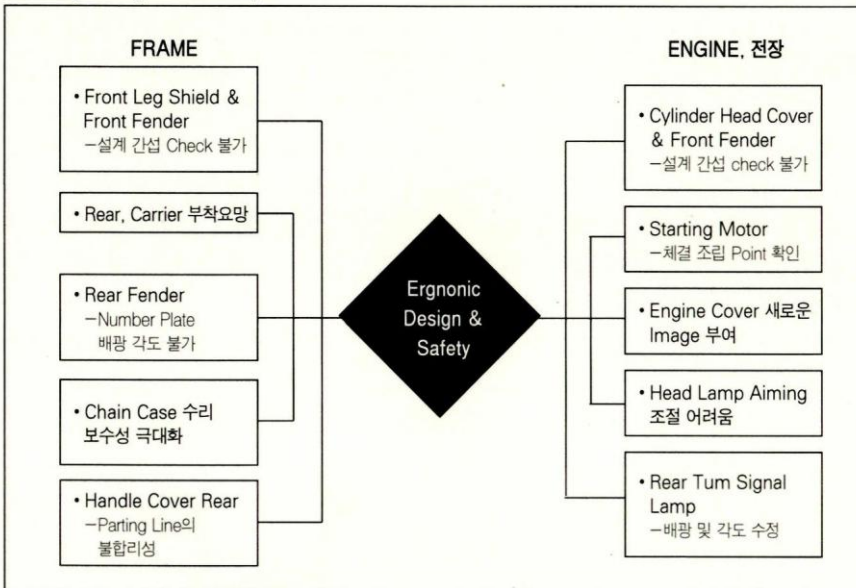 FRAME
• Front Leg Shield &
Front Fender
–설계 간섭 Check 불가
• Rear, Carrier 부착요망
• Rear Fender
–Number Plate
배광 각도 불가
• Chain Case 수리
보수성 극대화
• Handle Cover Rear
–Parting Line의
불합리성
Ergnonic
Design &
Safety
ENGINE, 전장
• Cylinder Head Cover
& Front Fender
–설계 간섭 check 불가
• Starting Motor
–체결 조립 Point 확인
• Engine Cover 새로운
Image 부여
• Head Lamp Aiming
조절 어려움
• Rear Tum Signal
Lamp
–배광 및 각도 수정